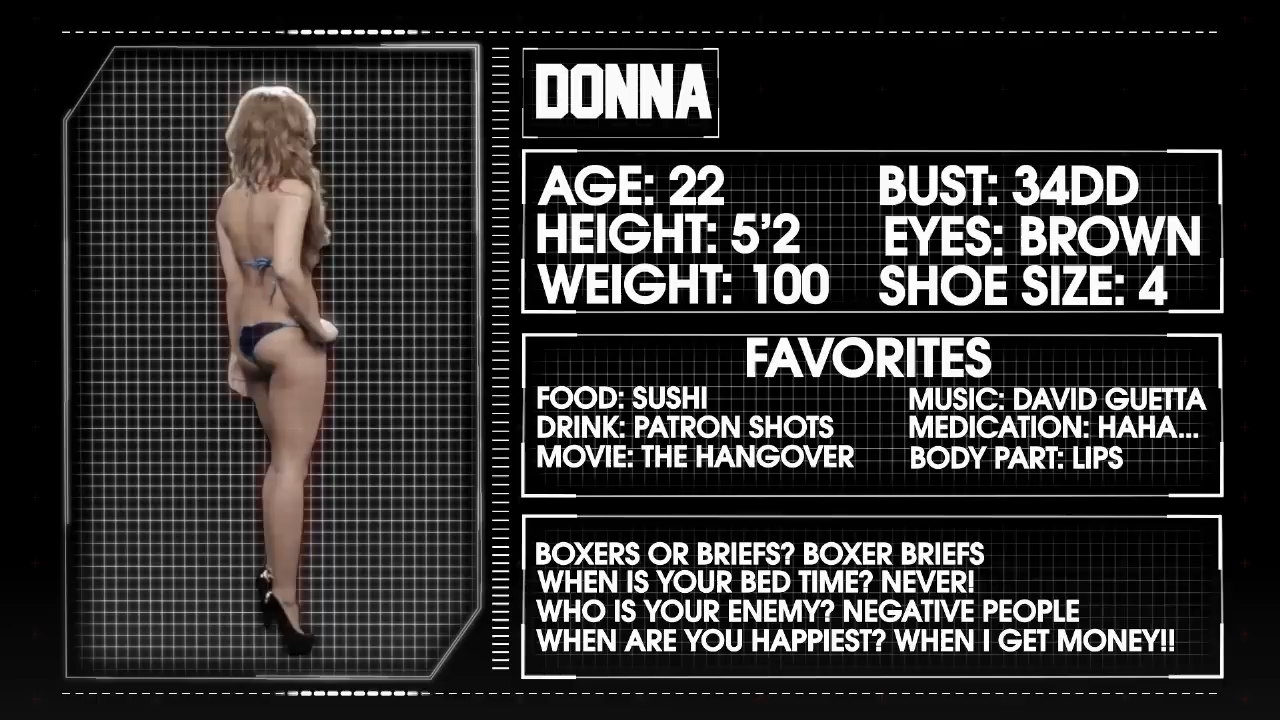 DONNA
AGE: 22
BUST: 34DD
HEIGHT: 5'2
EYES: BROWN
WEIGHT: 100
SHOE SIZE: 4
FAVORITES
FOOD: SUSHI
MUSIC: DAVID GUETTA
DRINK: PATRON SHOTS
MEDICATION: HAHA...
MOVIE: THE HANGOVER
BODY PART: LIPS
BOXERS OR BRIEFS? BOXER BRIEFS
WHEN IS YOUR BED TIME? NEVER!
WHO IS YOUR ENEMY? NEGATIVE PEOPLE
WHEN ARE YOU HAPPIEST? WHEN I GET MONEY!!